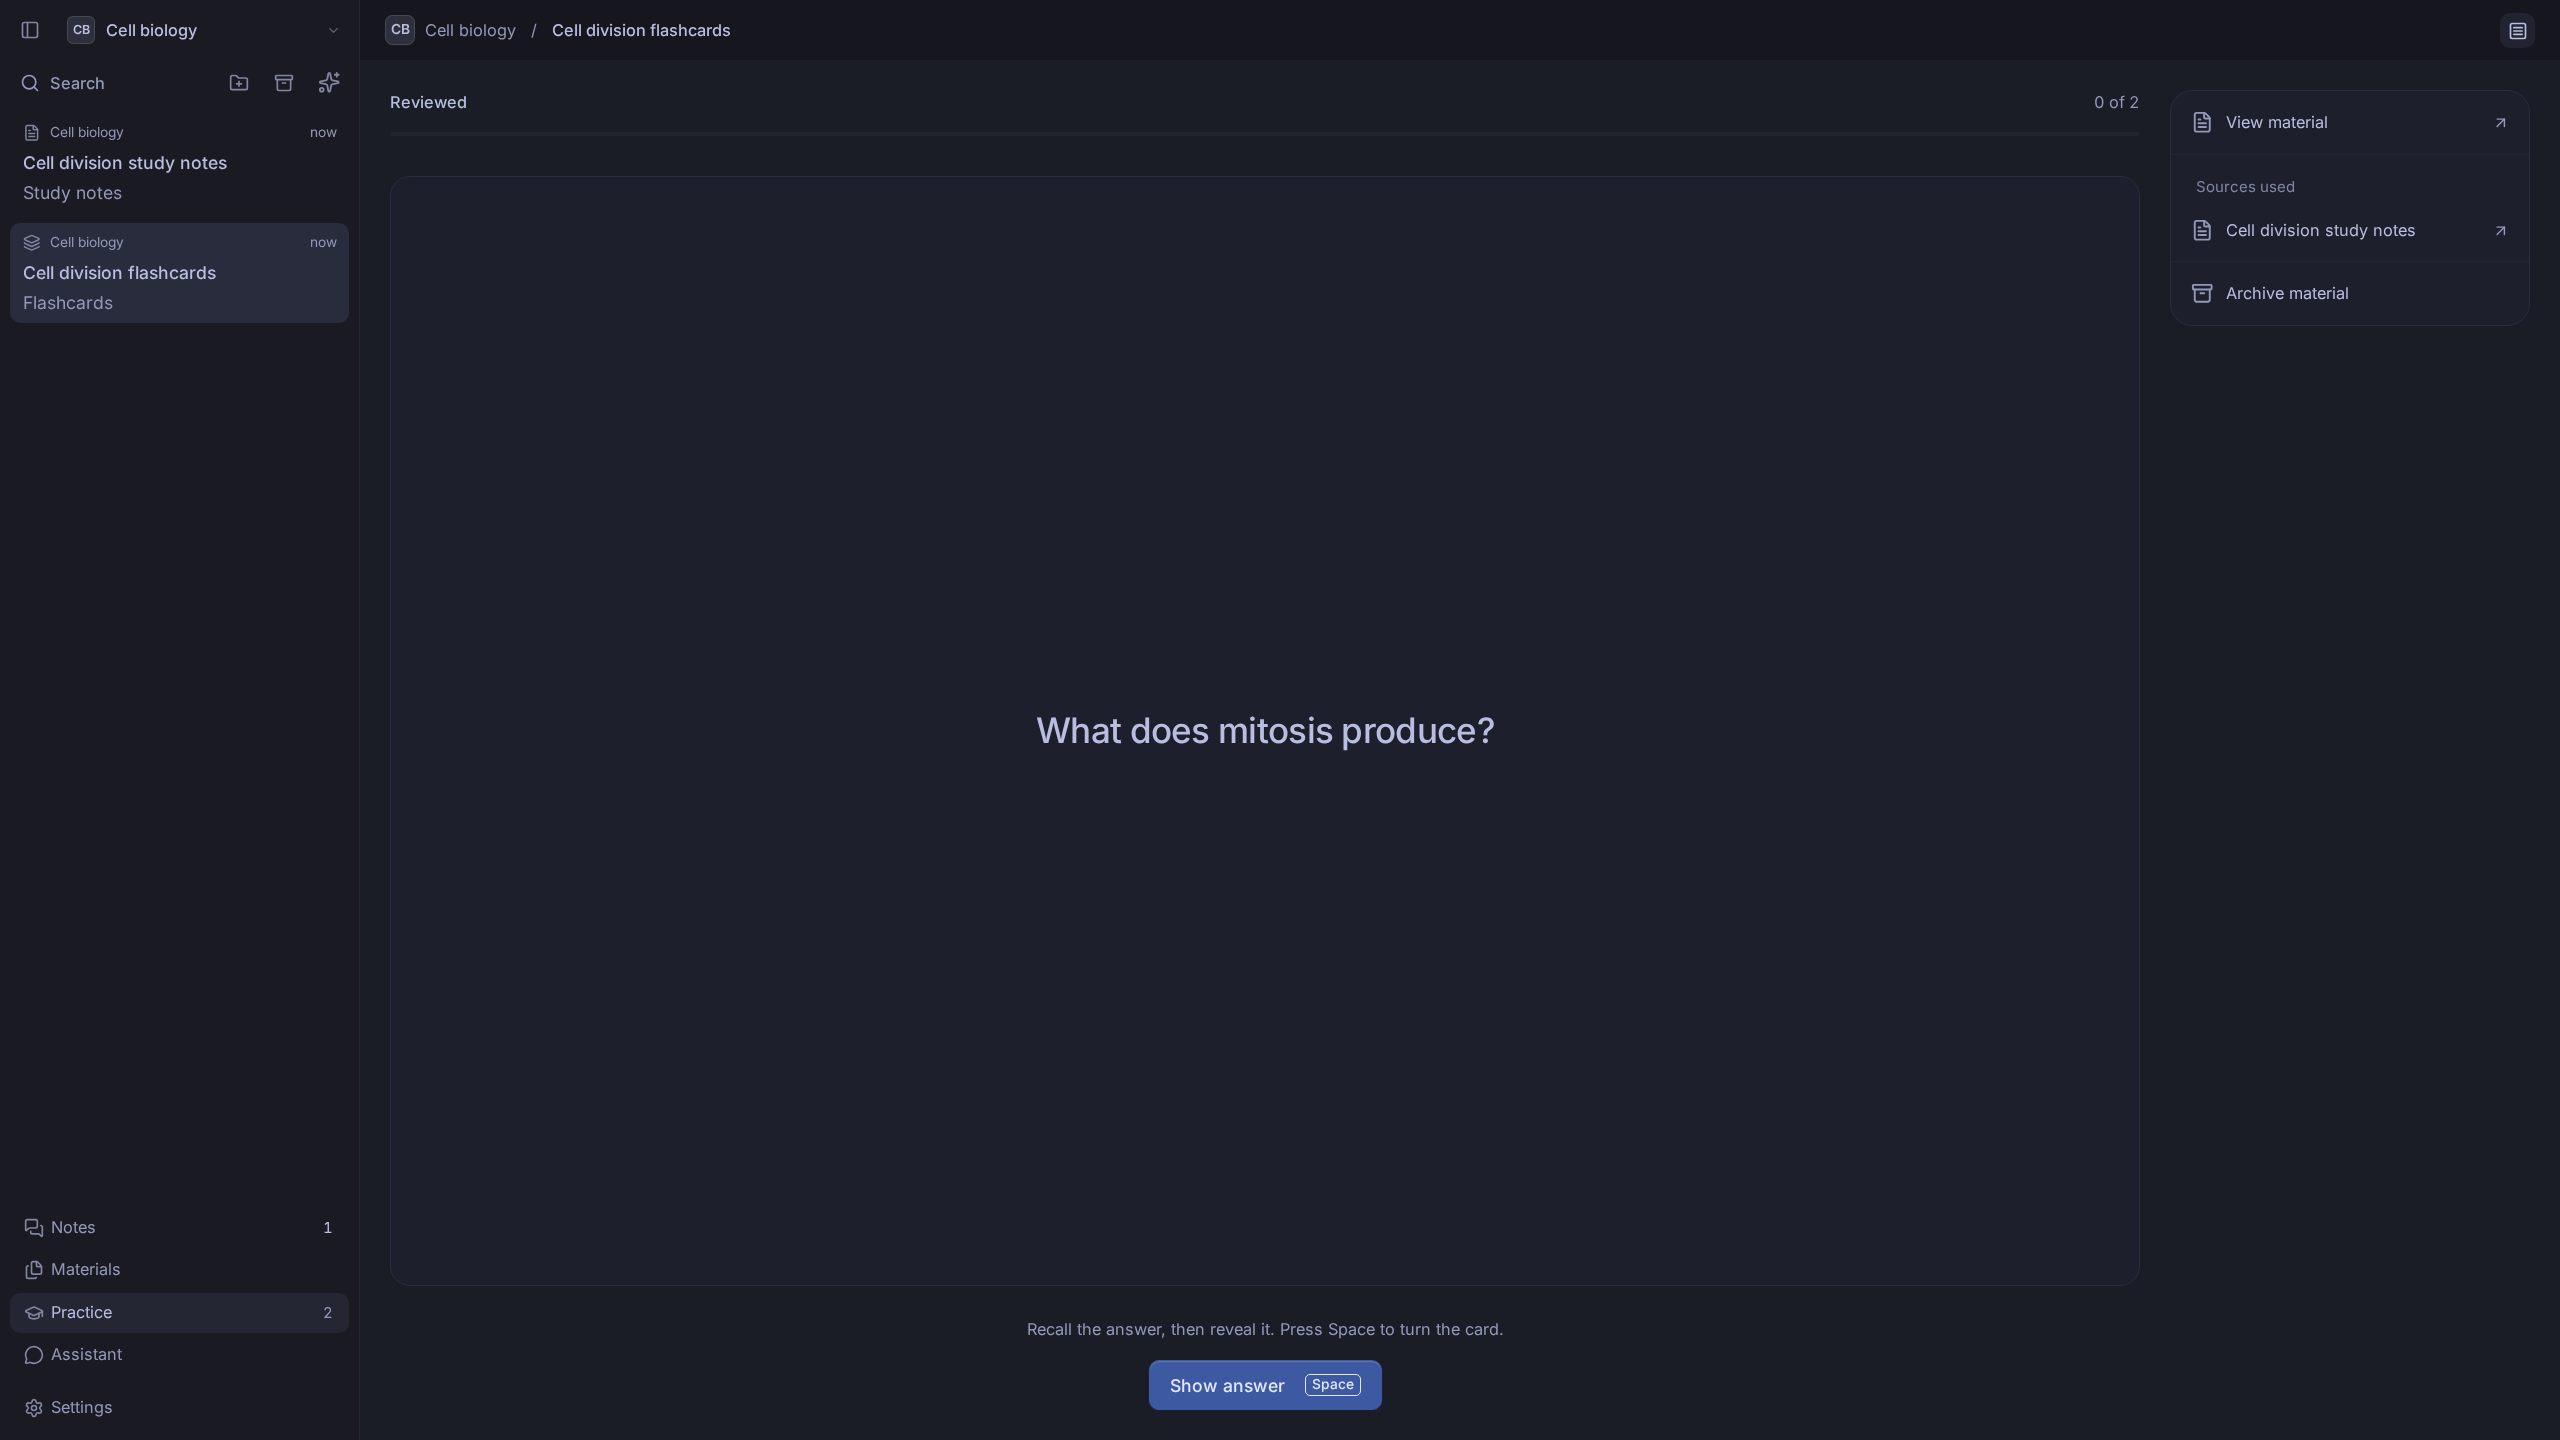 CB Cell biology
Search
Cell biology now
Cell division study notes
Study notes
Cell biology now
Cell division flashcards
Flashcards
Notes 1
Materials
Practice 2
Assistant
Settings
CB Cell biology / Cell division flashcards
Reviewed 0 of 2
What does mitosis produce?
Recall the answer, then reveal it. Press Space to turn the card.
Show answer Space
View material
Sources used
Cell division study notes
Archive material